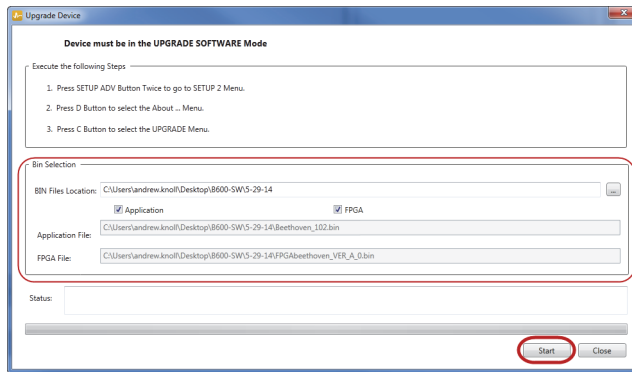 Upgrade Device
Device must be in the UPGRADE SOFTWARE Mode
Execute the following Steps
1. Press SETUP ADV Button Twice to go to SETUP 2 Menu.
2. Press D Button to select the About ... Menu.
3. Press C Button to select the UPGRADE Menu.
Bin Selection
BIN Files Location: C:\Users\andrew.knoll\Desktop\B600-SW\5-29-14 ...
Application FPGA
Application File: C:\Users\andrew.knoll\Desktop\B600-SW\5-29-14\Beethoven_102.bin
FPGA File: C:\Users\andrew.knoll\Desktop\B600-SW\5-29-14\FPGAbeethoven_VER_A_0.bin
Status:
Start Close